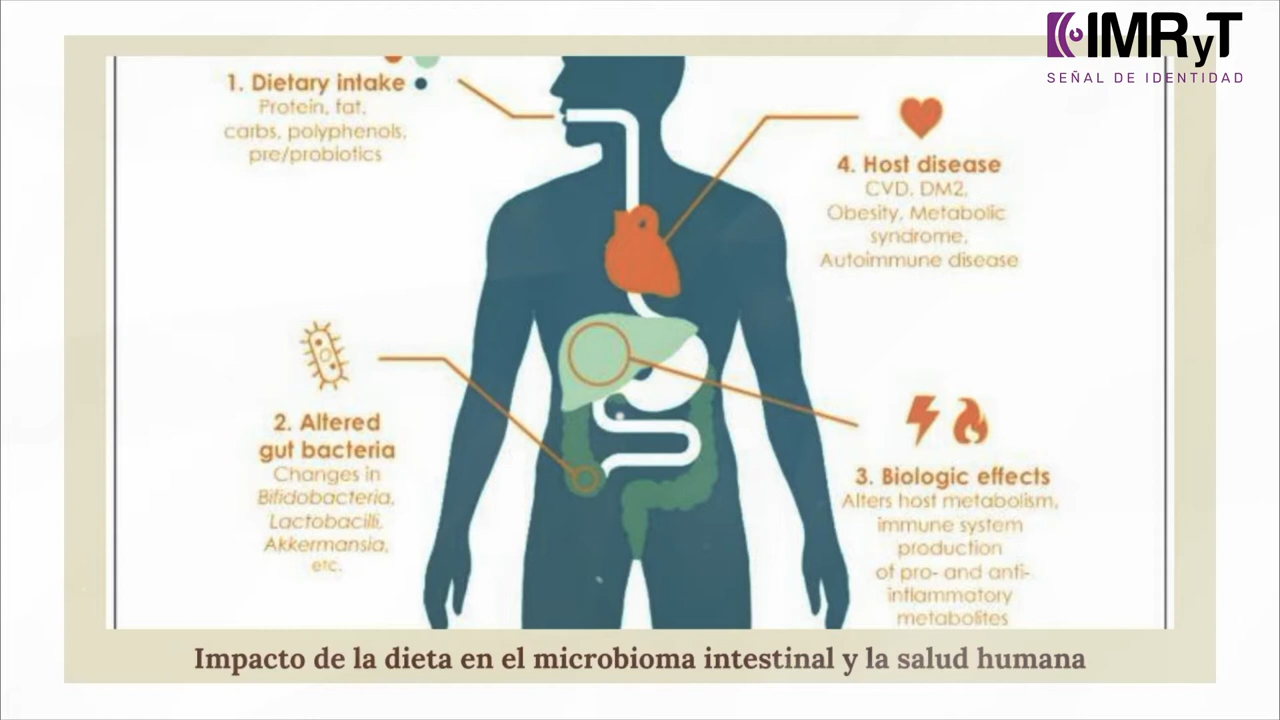 IMRyT
SEÑAL DE IDENTIDAD
1. Dietary intake
Protein, fat,
carbs, polyphenols,
pre/probiotics
4. Host disease
CVD, DM2,
Obesity, Metabolic
syndrome,
Autoimmune disease
2. Altered
gut bacteria
Changes in
Bifidobacteria,
Lactobacilli,
Akkermansia,
etc.
3. Biologic effects
Alters host metabolism,
immune system
production
of pro- and anti-
inflammatory
metabolites
Impacto de la dieta en el microbioma intestinal y la salud humana